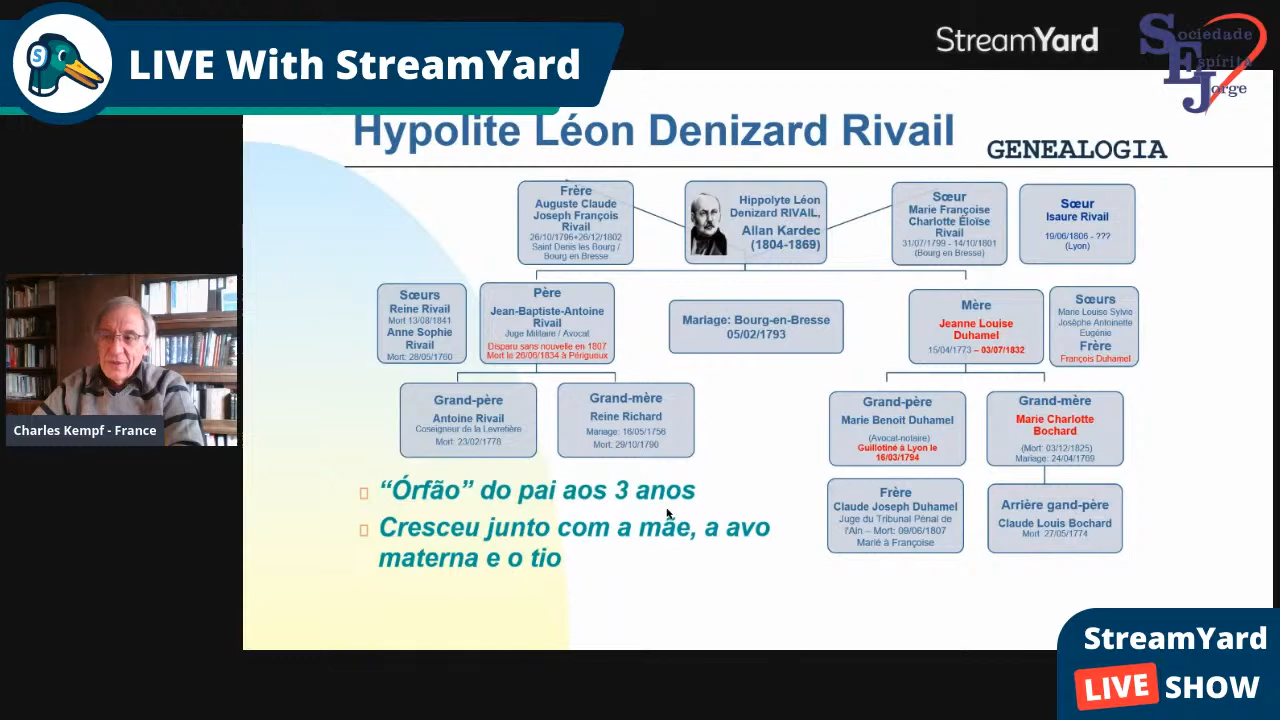 LIVE With StreamYard
StreamYard
Sociedade
Espírita
Jorge
Hypolite Léon Denizard Rivail
GENEALOGIA
Frère
Auguste Claude
Joseph François
Rivail
26/10/1796+26/12/1802
Saint Denis les Bourg /
Bourg en Bresse
Hippolyte Léon
Denizard RIVAIL,
Allan Kardec
(1804-1869)
Sœur
Marie Françoise
Charlotte Éloïse
Rivail
31/07/1799 - 14/10/1801
(Bourg en Bresse)
Sœur
Isaure Rivail
19/06/1806 - ???
(Lyon)
Sœurs
Reine Rivail
Mort 13/08/1841
Anne Sophie
Rivail
Mort: 28/05/1760
Père
Jean-Baptiste-Antoine
Rivail
Juge Militaire / Avocat
Disparu sans nouvelle en 1807
Mort le 26/06/1834 à Périgueux
Mariage: Bourg-en-Bresse
05/02/1793
Mère
Jeanne Louise
Duhamel
15/04/1773 – 03/07/1832
Sœurs
Marie Louise Sylvie
Josèphe Antoinette
Eugénie
Frère
François Duhamel
Grand-père
Antoine Rivail
Coseigneur de la Levretière
Mort: 23/02/1778
Grand-mère
Reine Richard
Mariage: 16/05/1756
Mort: 29/10/1790
Grand-père
Marie Benoit Duhamel
(Avocat-notaire)
Guillotiné à Lyon le
16/03/1794
Grand-mère
Marie Charlotte
Bochard
(Mort: 03/12/1825)
Mariage: 24/04/1769
Frère
Claude Joseph Duhamel
Juge du Tribunal Pénal de
l'Ain – Mort: 09/06/1807
Marié à Françoise
Arrière gand-père
Claude Louis Bochard
Mort 27/05/1774
“Órfão” do pai aos 3 anos
Cresceu junto com a mãe, a avo
materna e o tio
Charles Kempf - France
StreamYard
LIVE SHOW